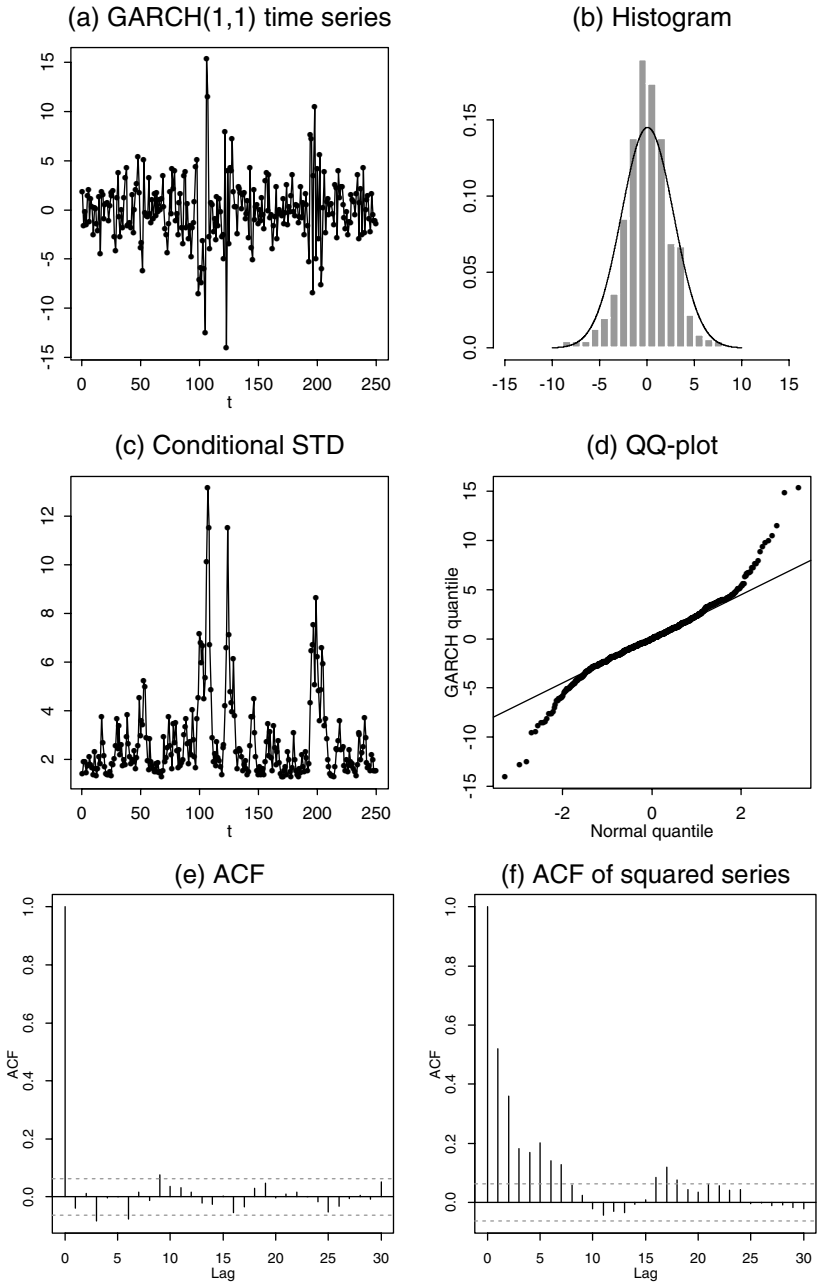 (a) GARCH(1,1) time series
15
10
5
0
-5
-10
-15
0 50 100 150 200 250
t
(b) Histogram
0.15
0.10
0.05
0.0
-15 -10 -5 0 5 10 15
(c) Conditional STD
12
10
8
6
4
2
0 50 100 150 200 250
t
(d) QQ-plot
GARCH quantile
15
10
5
0
-5
-10
-15
-2 0 2
Normal quantile
(e) ACF
ACF
1.0
0.8
0.6
0.4
0.2
0.0
0 5 10 15 20 25 30
Lag
(f) ACF of squared series
ACF
1.0
0.8
0.6
0.4
0.2
0.0
0 5 10 15 20 25 30
Lag